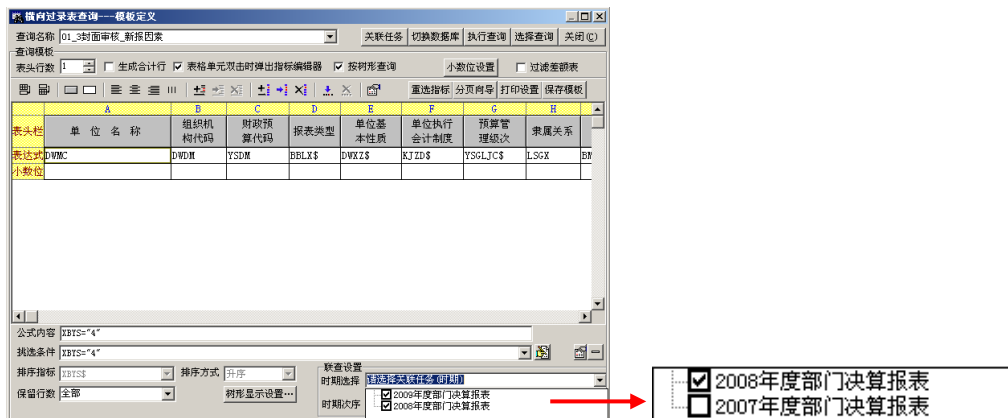 横向过录表查询---模板定义
查询名称 01_3封面审核_新报因素 关联任务 切换数据库 执行查询 选择查询 关闭(C)
查询模板
表头行数 1 生成合计行 表格单元双击时弹出指标编辑器 按树形查询 小数位设置 过滤差额表
重选指标 分页向导 打印设置 保存模板
A B C D E F G H
表头栏 单 位 名 称 组织机构代码 财政预算代码 报表类型 单位基本性质 单位执行会计制度 预算管理级次 隶属关系
表达式 DWMC DWDM YSDM BBLX$ DWXZ$ KJZD$ YSGLJC$ LSGX
小数位
公式内容 XBYS="4"
挑选条件 XBYS="4"
排序指标 XBYS$ 排序方式 升序 联查设置
时期选择 请选择关联任务(时期)
保留行数 全部 树形显示设置… 时期次序
2009年度部门决算报表
2008年度部门决算报表
2008年度部门决算报表
2007年度部门决算报表